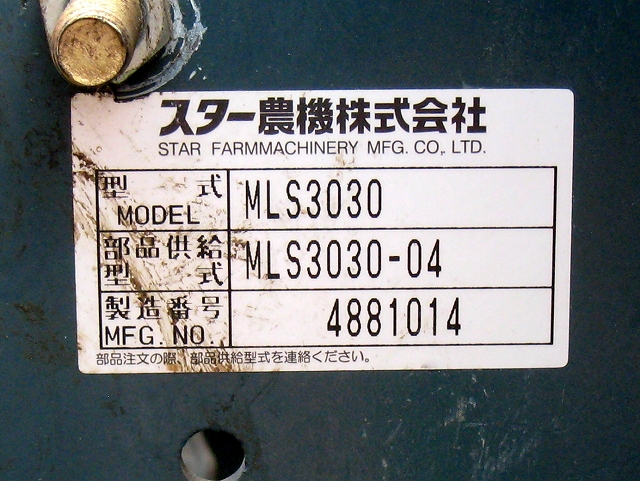 スター農機株式会社
STAR FARMMACHINERY MFG. CO., LTD.
型式 MLS3030
MODEL
部品供給 MLS3030-04
型式
製造番号 4881014
MFG. NO.
部品注文の際、部品供給型式を連絡ください。